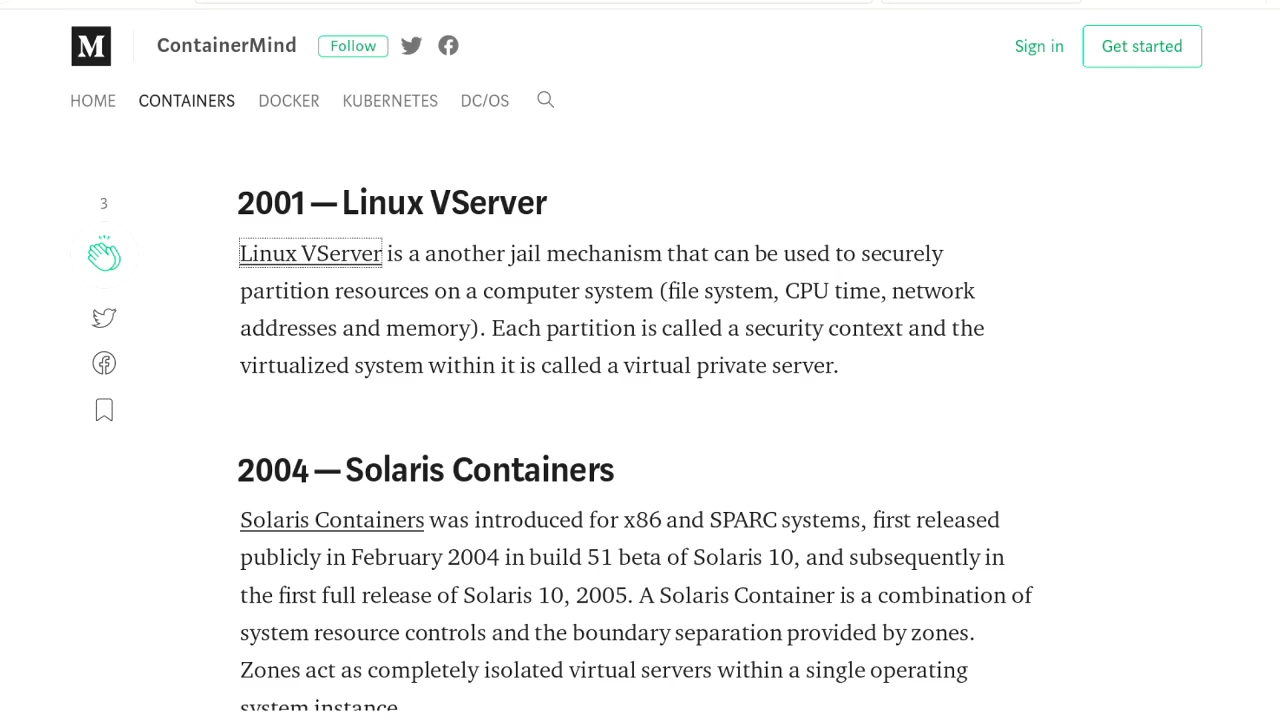 M ContainerMind Follow Sign in Get started
HOME CONTAINERS DOCKER KUBERNETES DC/OS
3
2001 — Linux VServer
Linux VServer is a another jail mechanism that can be used to securely
partition resources on a computer system (file system, CPU time, network
addresses and memory). Each partition is called a security context and the
virtualized system within it is called a virtual private server.
2004 — Solaris Containers
Solaris Containers was introduced for x86 and SPARC systems, first released
publicly in February 2004 in build 51 beta of Solaris 10, and subsequently in
the first full release of Solaris 10, 2005. A Solaris Container is a combination of
system resource controls and the boundary separation provided by zones.
Zones act as completely isolated virtual servers within a single operating
system instance.